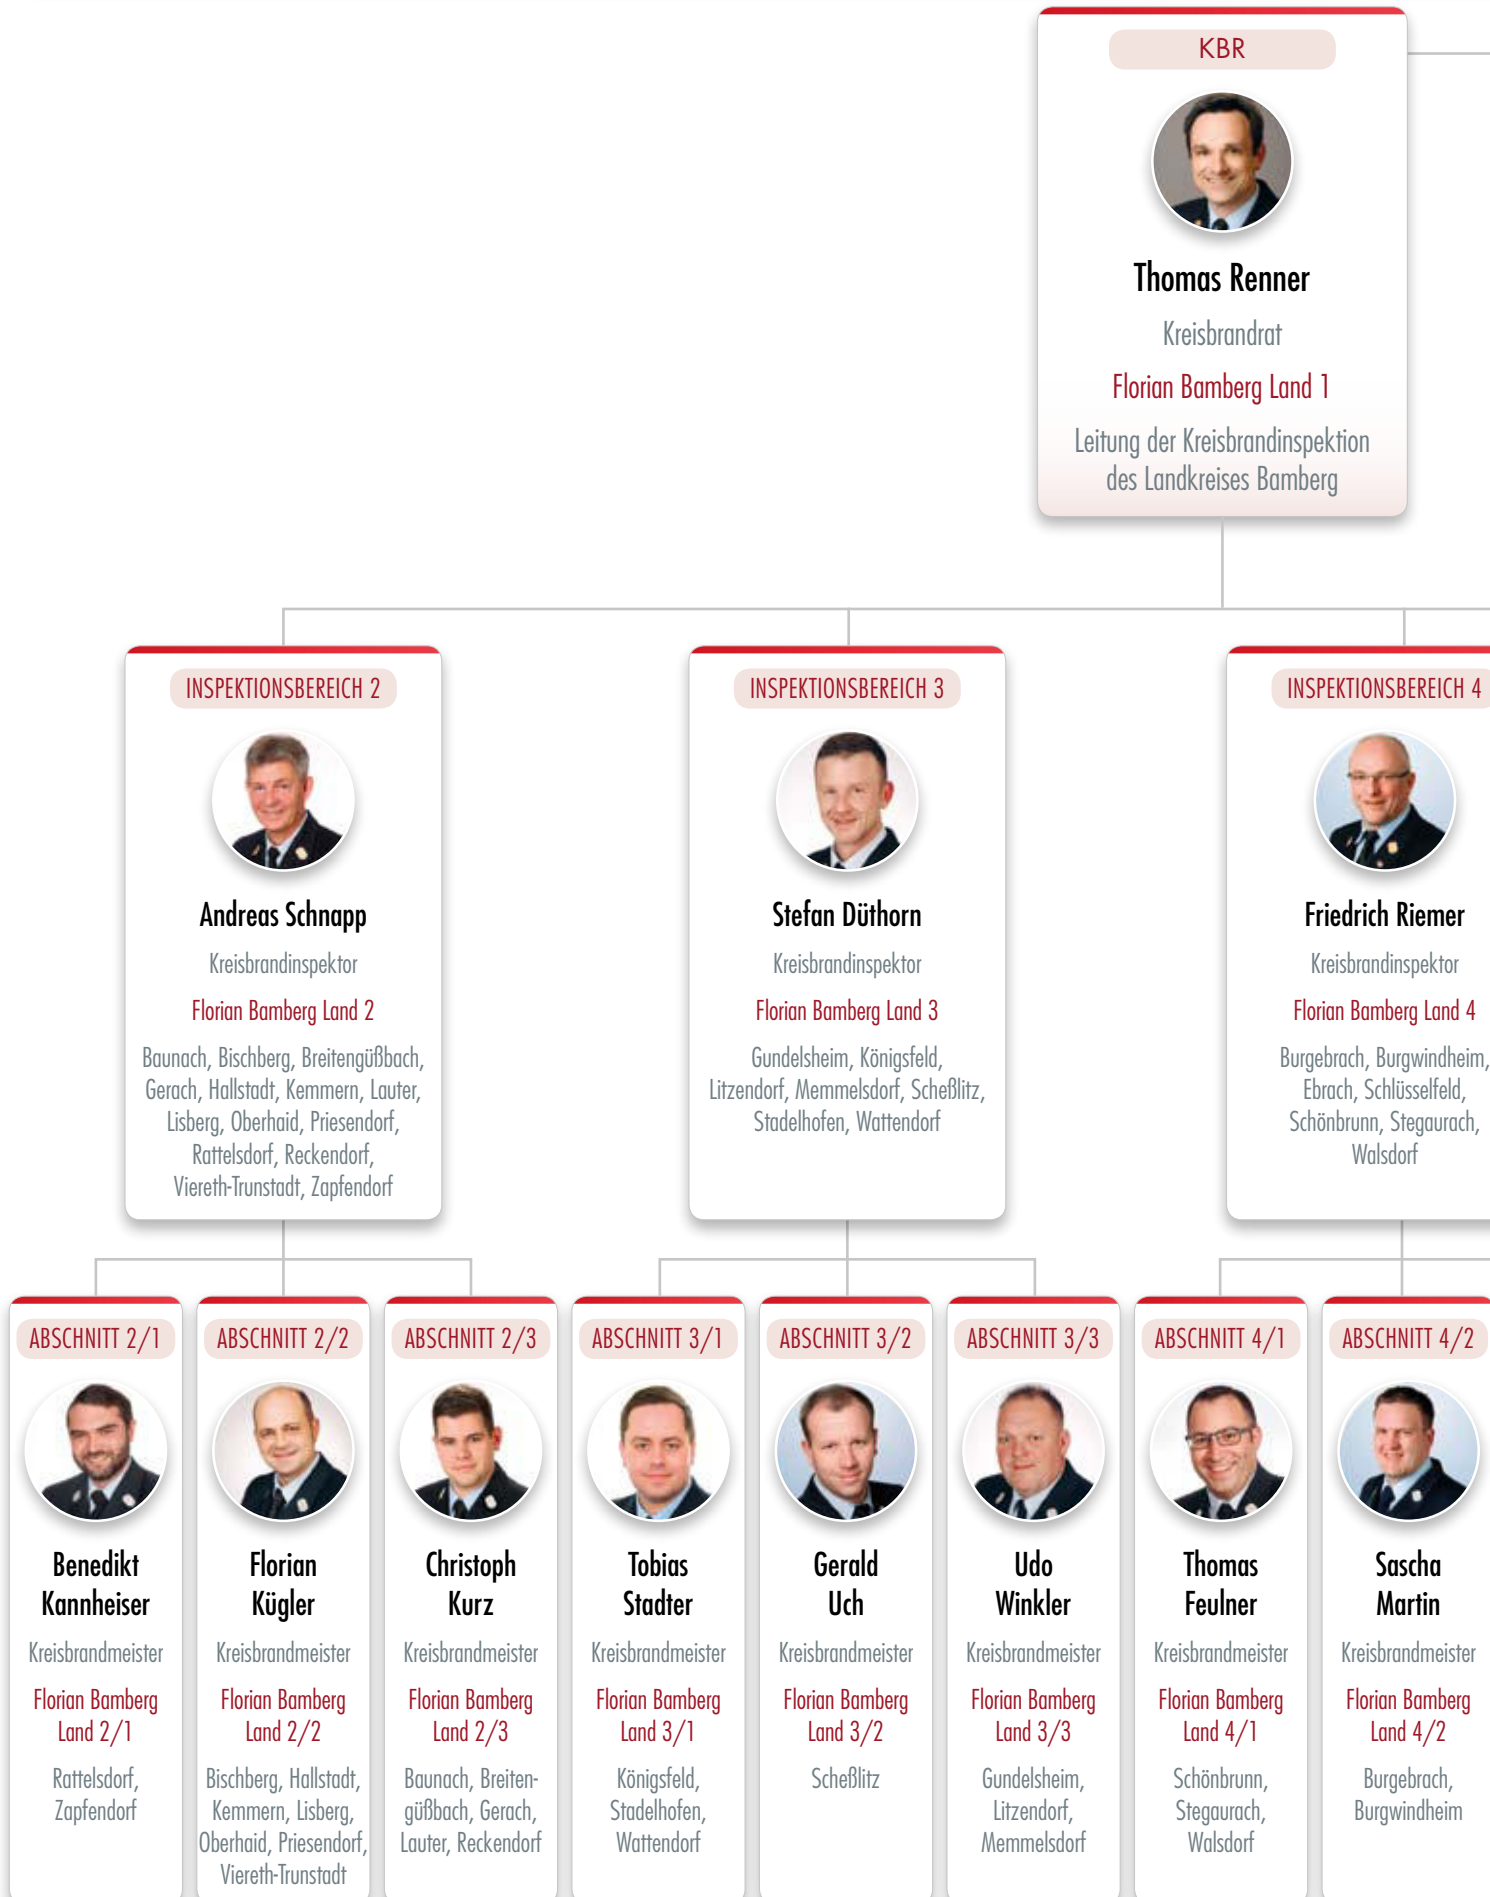 KBR
Thomas Renner
Kreisbrandrat
Florian Bamberg Land 1
Leitung der Kreisbrandinspektion
des Landkreises Bamberg
INSPEKTIONSBEREICH 2
Andreas Schnapp
Kreisbrandinspektor
Florian Bamberg Land 2
Baunach, Bischberg, Breitengüßbach,
Gerach, Hallstadt, Kemmern, Lauter,
Lisberg, Oberhaid, Priesendorf,
Rattelsdorf, Reckendorf,
Viereth-Trunstadt, Zapfendorf
INSPEKTIONSBEREICH 3
Stefan Düthorn
Kreisbrandinspektor
Florian Bamberg Land 3
Gundelsheim, Königsfeld,
Litzendorf, Memmelsdorf, Scheßlitz,
Stadelhofen, Wattendorf
INSPEKTIONSBEREICH 4
Friedrich Riemer
Kreisbrandinspektor
Florian Bamberg Land 4
Burgebrach, Burgwindheim,
Ebrach, Schlüsselfeld,
Schönbrunn, Stegaurach,
Walsdorf
ABSCHNITT 2/1
Benedikt
Kannheiser
Kreisbrandmeister
Florian Bamberg
Land 2/1
Rattelsdorf,
Zapfendorf
ABSCHNITT 2/2
Florian
Kügler
Kreisbrandmeister
Florian Bamberg
Land 2/2
Bischberg, Hallstadt,
Kemmern, Lisberg,
Oberhaid, Priesendorf,
Viereth-Trunstadt
ABSCHNITT 2/3
Christoph
Kurz
Kreisbrandmeister
Florian Bamberg
Land 2/3
Baunach, Breiten-
güßbach, Gerach,
Lauter, Reckendorf
ABSCHNITT 3/1
Tobias
Stadter
Kreisbrandmeister
Florian Bamberg
Land 3/1
Königsfeld,
Stadelhofen,
Wattendorf
ABSCHNITT 3/2
Gerald
Uch
Kreisbrandmeister
Florian Bamberg
Land 3/2
Scheßlitz
ABSCHNITT 3/3
Udo
Winkler
Kreisbrandmeister
Florian Bamberg
Land 3/3
Gundelsheim,
Litzendorf,
Memmelsdorf
ABSCHNITT 4/1
Thomas
Feulner
Kreisbrandmeister
Florian Bamberg
Land 4/1
Schönbrunn,
Stegaurach,
Walsdorf
ABSCHNITT 4/2
Sascha
Martin
Kreisbrandmeister
Florian Bamberg
Land 4/2
Burgebrach,
Burgwindheim